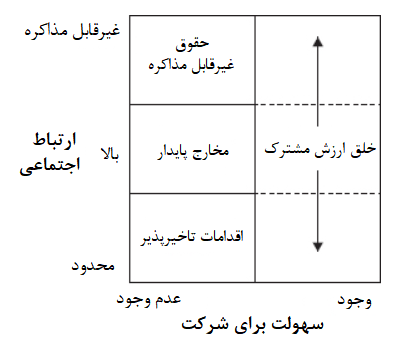 غیرقابل مذاکره
حقوق
غیرقابل مذاکره
ارتباط
اجتماعی
بالا
مخارج پایدار
خلق ارزش مشترک
اقدامات تاخیرپذیر
محدود
عدم وجود
وجود
سهولت برای شرکت